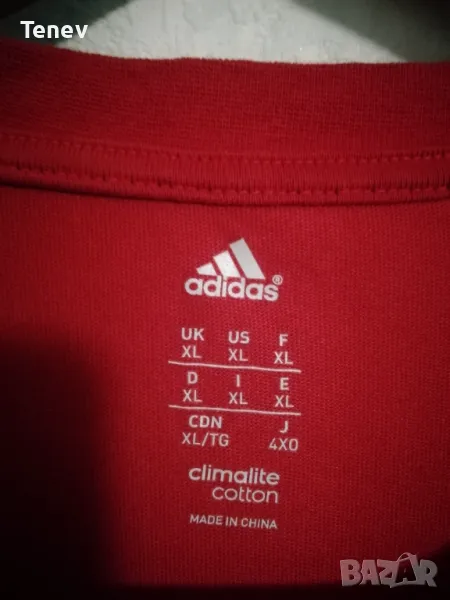 Tenev
adidas®
UK US F
XL XL XL
D I E
XL XL XL
CDN J
XL/TG 4XO
climalite
cotton
MADE IN CHINA
BAZAR